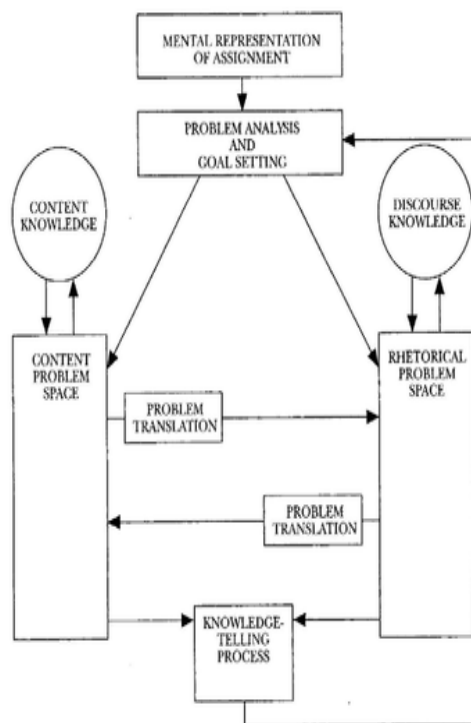 MENTAL REPRESENTATION
OF ASSIGNMENT
PROBLEM ANALYSIS
AND
GOAL SETTING
CONTENT
KNOWLEDGE
DISCOURSE
KNOWLEDGE
CONTENT
PROBLEM
SPACE
RHETORICAL
PROBLEM
SPACE
PROBLEM
TRANSLATION
PROBLEM
TRANSLATION
KNOWLEDGE-
TELLING
PROCESS